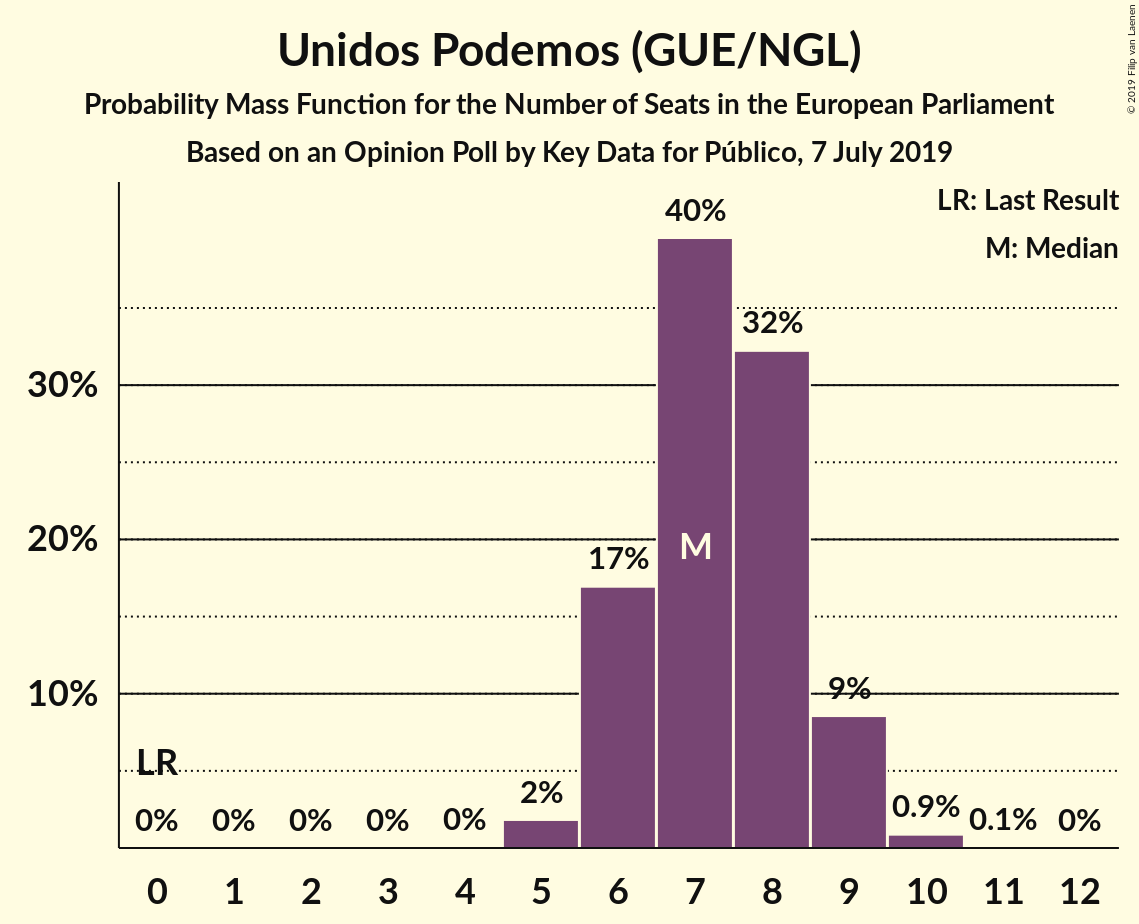 Unidos Podemos (GUE/NGL)
Probability Mass Function for the Number of Seats in the European Parliament
Based on an Opinion Poll by Key Data for Público, 7 July 2019
© 2019 Filip van Laenen
LR: Last Result
M: Median
40%
32%
30%
20%
17%
M
10%
9%
LR
2%
0% 0% 0% 0% 0% 0.9% 0.1% 0%
0 1 2 3 4 5 6 7 8 9 10 11 12